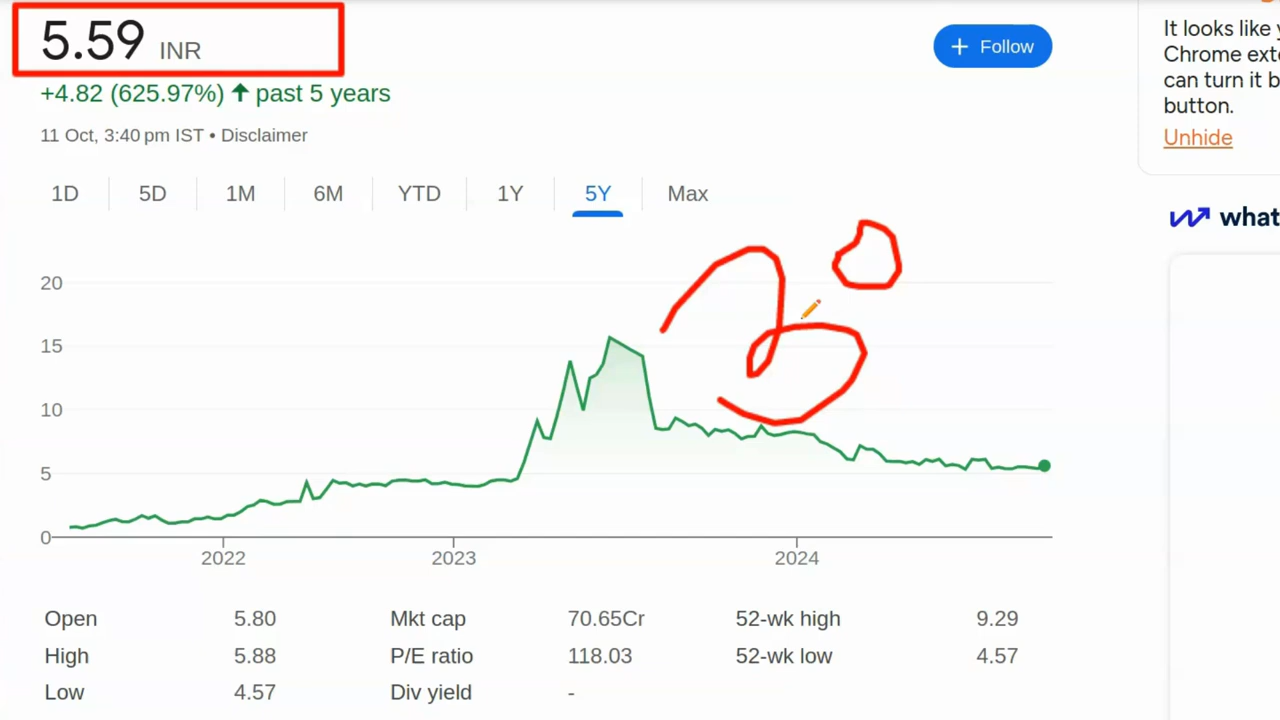 5.59 INR
+ Follow
+4.82 (625.97%) ↑ past 5 years
11 Oct, 3:40 pm IST • Disclaimer
1D 5D 1M 6M YTD 1Y 5Y Max
20
15
10
5
0
2022 2023 2024
Open 5.80 Mkt cap 70.65Cr 52-wk high 9.29
High 5.88 P/E ratio 118.03 52-wk low 4.57
Low 4.57 Div yield -
It looks like
Chrome
can turn it
button.
Unhide